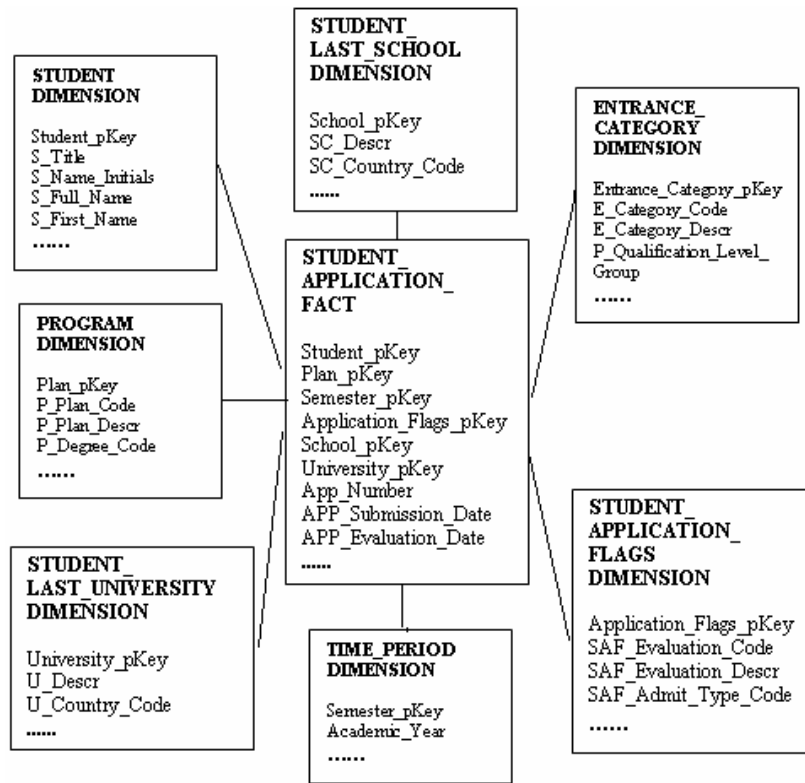 STUDENT_
LAST_SCHOOL
DIMENSION
School_pKey
SC_Descr
SC_Country_Code
......
STUDENT
DIMENSION
Student_pKey
S_Title
S_Name_Initials
S_Full_Name
S_First_Name
......
ENTRANCE_
CATEGORY
DIMENSION
Entrance_Category_pKey
E_Category_Code
E_Category_Descr
P_Qualification_Level_
Group
......
STUDENT_
APPLICATION_
FACT
Student_pKey
Plan_pKey
Semester_pKey
Application_Flags_pKey
School_pKey
University_pKey
App_Number
APP_Submission_Date
APP_Evaluation_Date
......
PROGRAM
DIMENSION
Plan_pKey
P_Plan_Code
P_Plan_Descr
P_Degree_Code
......
STUDENT_
LAST_UNIVERSITY
DIMENSION
University_pKey
U_Descr
U_Country_Code
......
TIME_PERIOD
DIMENSION
Semester_pKey
Academic_Year
......
STUDENT_
APPLICATION_
FLAGS
DIMENSION
Application_Flags_pKey
SAF_Evaluation_Code
SAF_Evaluation_Descr
SAF_Admit_Type_Code
......